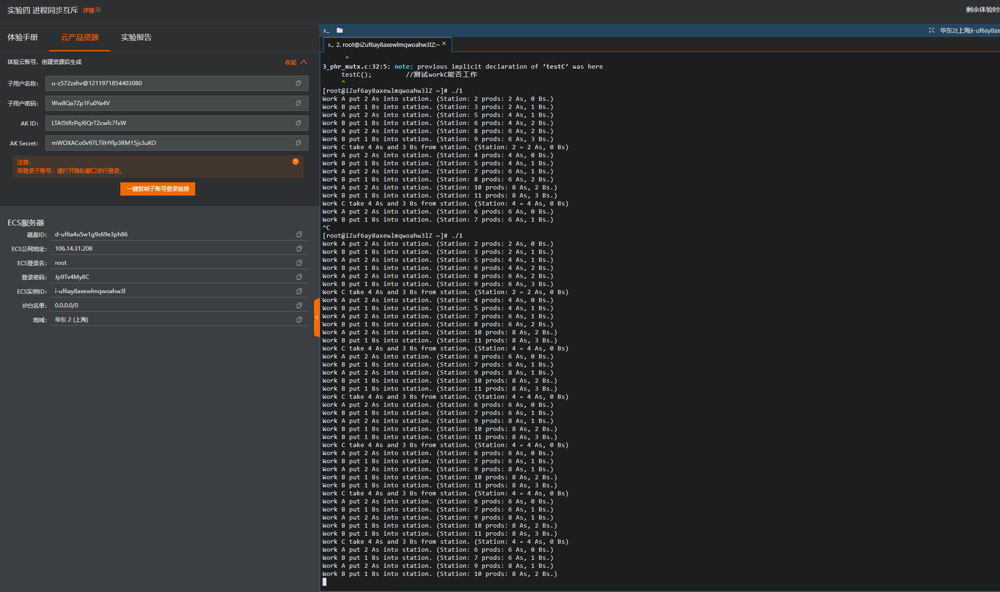 实验四 进程同步互斥 详情
剩余体验时
体验手册 云产品资源 实验报告
体验云账号，创建资源后生成 收起
子用户名称： u-z572zxhv@1211971854403080
子用户密码： Ww8Qa7Zp1Fu0Ya4V
AK ID： LTAI5tRrPqJ6QrT2cwfc7fxW
AK Secret： mWOXACo0v97L7iIHYlp3RM15js3uKO
注意：
若登录子账号，请打开隐私窗口进行登录。
一键复制子账号登录链接
ECS服务器
磁盘ID： d-uf6a4u5w1g9s69e3ph86
ECS公网地址： 106.14.31.208
ECS登录名： root
登录密码： Jp9Tv4My8C
ECS实例ID： i-uf6ay8axewlmqwoahw3l
IP白名单： 0.0.0.0/0
地域： 华东 2 (上海)
华东2(上海)i-uf6ay8ax
2. root@iZuf6ay8axewlmqwoahw3lZ:~ ×
^
3_phr_mutx.c:32:5: note: previous implicit declaration of ‘testC’ was here
testC(); //测试workC能否工作
^
[root@iZuf6ay8axewlmqwoahw3lZ ~]# ./1
Work A put 2 As into station. (Station: 2 prods: 2 As, 0 Bs.)
Work B put 1 Bs into station. (Station: 3 prods: 2 As, 1 Bs.)
Work A put 2 As into station. (Station: 5 prods: 4 As, 1 Bs.)
Work B put 1 Bs into station. (Station: 6 prods: 4 As, 2 Bs.)
Work A put 2 As into station. (Station: 8 prods: 6 As, 2 Bs.)
Work B put 1 Bs into station. (Station: 9 prods: 6 As, 3 Bs.)
Work C take 4 As and 3 Bs from station. (Station: 2 = 2 As, 0 Bs)
Work A put 2 As into station. (Station: 4 prods: 4 As, 0 Bs.)
Work B put 1 Bs into station. (Station: 5 prods: 4 As, 1 Bs.)
Work A put 2 As into station. (Station: 7 prods: 6 As, 1 Bs.)
Work B put 1 Bs into station. (Station: 8 prods: 6 As, 2 Bs.)
Work A put 2 As into station. (Station: 10 prods: 8 As, 2 Bs.)
Work B put 1 Bs into station. (Station: 11 prods: 8 As, 3 Bs.)
Work C take 4 As and 3 Bs from station. (Station: 4 = 4 As, 0 Bs)
Work A put 2 As into station. (Station: 6 prods: 6 As, 0 Bs.)
Work B put 1 Bs into station. (Station: 7 prods: 6 As, 1 Bs.)
^C
[root@iZuf6ay8axewlmqwoahw3lZ ~]# ./1
Work A put 2 As into station. (Station: 2 prods: 2 As, 0 Bs.)
Work B put 1 Bs into station. (Station: 3 prods: 2 As, 1 Bs.)
Work A put 2 As into station. (Station: 5 prods: 4 As, 1 Bs.)
Work B put 1 Bs into station. (Station: 6 prods: 4 As, 2 Bs.)
Work A put 2 As into station. (Station: 8 prods: 6 As, 2 Bs.)
Work B put 1 Bs into station. (Station: 9 prods: 6 As, 3 Bs.)
Work C take 4 As and 3 Bs from station. (Station: 2 = 2 As, 0 Bs)
Work A put 2 As into station. (Station: 4 prods: 4 As, 0 Bs.)
Work B put 1 Bs into station. (Station: 5 prods: 4 As, 1 Bs.)
Work A put 2 As into station. (Station: 7 prods: 6 As, 1 Bs.)
Work B put 1 Bs into station. (Station: 8 prods: 6 As, 2 Bs.)
Work A put 2 As into station. (Station: 10 prods: 8 As, 2 Bs.)
Work B put 1 Bs into station. (Station: 11 prods: 8 As, 3 Bs.)
Work C take 4 As and 3 Bs from station. (Station: 4 = 4 As, 0 Bs)
Work A put 2 As into station. (Station: 6 prods: 6 As, 0 Bs.)
Work B put 1 Bs into station. (Station: 7 prods: 6 As, 1 Bs.)
Work A put 2 As into station. (Station: 9 prods: 8 As, 1 Bs.)
Work B put 1 Bs into station. (Station: 10 prods: 8 As, 2 Bs.)
Work B put 1 Bs into station. (Station: 11 prods: 8 As, 3 Bs.)
Work C take 4 As and 3 Bs from station. (Station: 4 = 4 As, 0 Bs)
Work A put 2 As into station. (Station: 6 prods: 6 As, 0 Bs.)
Work B put 1 Bs into station. (Station: 7 prods: 6 As, 1 Bs.)
Work A put 2 As into station. (Station: 9 prods: 8 As, 1 Bs.)
Work B put 1 Bs into station. (Station: 10 prods: 8 As, 2 Bs.)
Work B put 1 Bs into station. (Station: 11 prods: 8 As, 3 Bs.)
Work C take 4 As and 3 Bs from station. (Station: 4 = 4 As, 0 Bs)
Work A put 2 As into station. (Station: 6 prods: 6 As, 0 Bs.)
Work B put 1 Bs into station. (Station: 7 prods: 6 As, 1 Bs.)
Work A put 2 As into station. (Station: 9 prods: 8 As, 1 Bs.)
Work B put 1 Bs into station. (Station: 10 prods: 8 As, 2 Bs.)
Work B put 1 Bs into station. (Station: 11 prods: 8 As, 3 Bs.)
Work C take 4 As and 3 Bs from station. (Station: 4 = 4 As, 0 Bs)
Work A put 2 As into station. (Station: 6 prods: 6 As, 0 Bs.)
Work B put 1 Bs into station. (Station: 7 prods: 6 As, 1 Bs.)
Work A put 2 As into station. (Station: 9 prods: 8 As, 1 Bs.)
Work B put 1 Bs into station. (Station: 10 prods: 8 As, 2 Bs.)
Work B put 1 Bs into station. (Station: 11 prods: 8 As, 3 Bs.)
Work C take 4 As and 3 Bs from station. (Station: 4 = 4 As, 0 Bs)
Work A put 2 As into station. (Station: 6 prods: 6 As, 0 Bs.)
Work B put 1 Bs into station. (Station: 7 prods: 6 As, 1 Bs.)
Work A put 2 As into station. (Station: 9 prods: 8 As, 1 Bs.)
Work B put 1 Bs into station. (Station: 10 prods: 8 As, 2 Bs.)